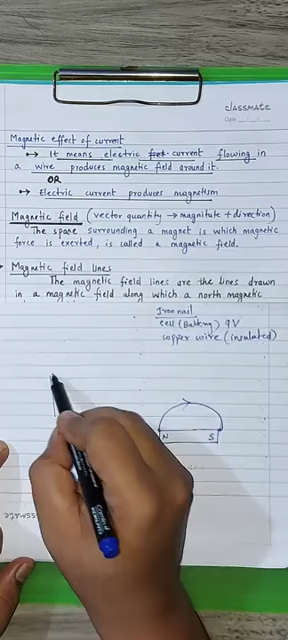 classmate
Date
Magnetic effect of current
↦ It means electric current flowing in
a wire produces magnetic field around it.
OR
↦ Electric current produces magnetism
Magnetic field (vector quantity → magnitute + direction)
The space surrounding a magnet is which magnetic
force is exerted, is called a magnetic field.
Magnetic field lines
The magnetic field lines are the lines drawn
in a magnetic field along which a north magnetic
Iron nail
cell (Battery) 9V
copper wire (insulated)
N S